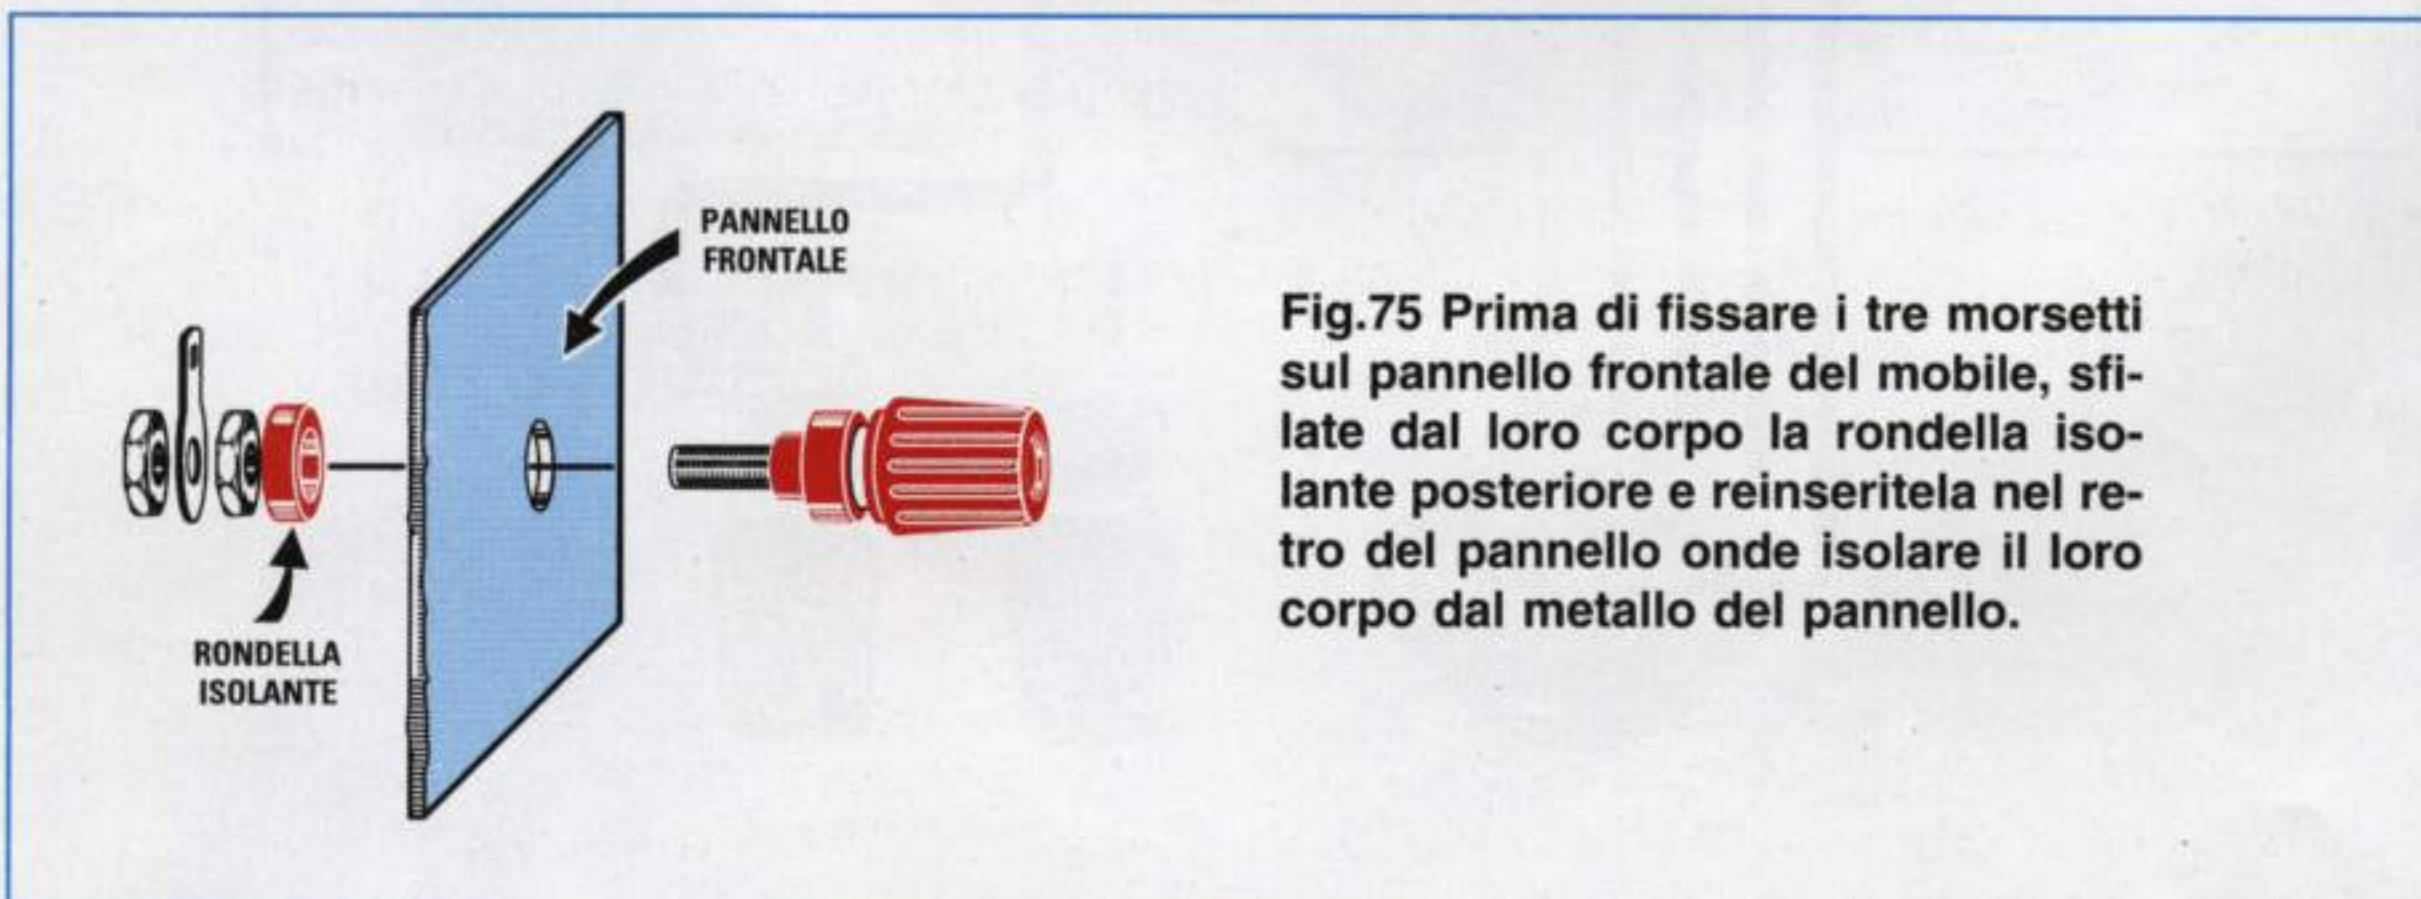 PANNELLO
FRONTALE
RONDELLA
ISOLANTE
Fig.75 Prima di fissare i tre morsetti
sul pannello frontale del mobile, sfi-
late dal loro corpo la rondella iso-
lante posteriore e reinseritela nel re-
tro del pannello onde isolare il loro
corpo dal metallo del pannello.